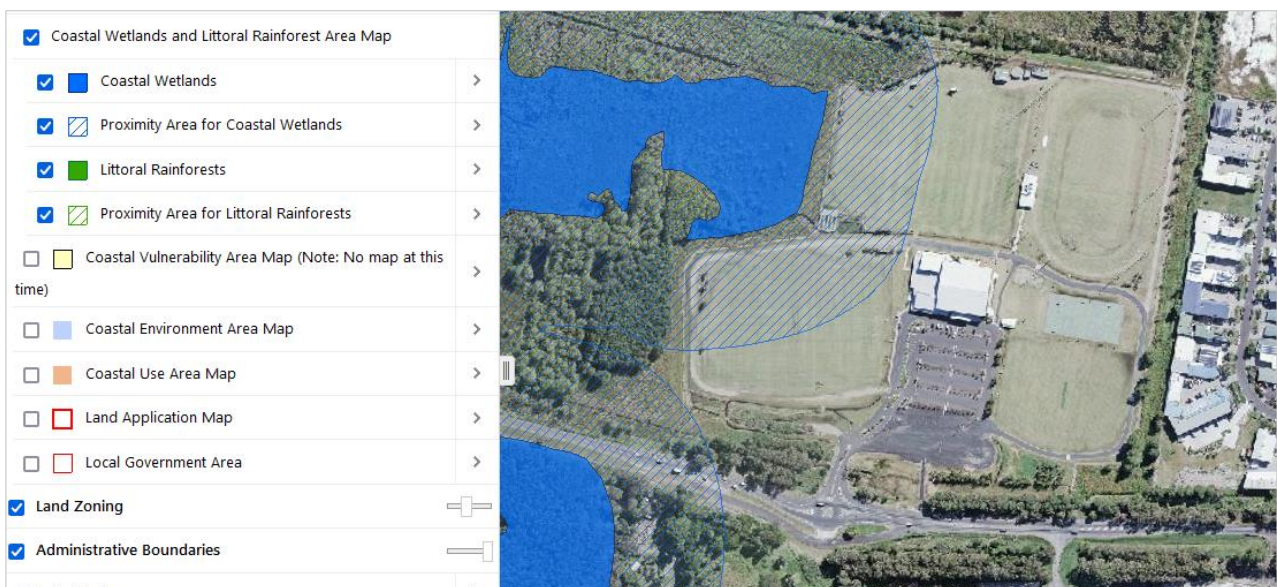 Coastal Wetlands and Littoral Rainforest Area Map
Coastal Wetlands
Proximity Area for Coastal Wetlands
Littoral Rainforests
Proximity Area for Littoral Rainforests
Coastal Vulnerability Area Map (Note: No map at this
time)
Coastal Environment Area Map
Coastal Use Area Map
Land Application Map
Local Government Area
Land Zoning
Administrative Boundaries